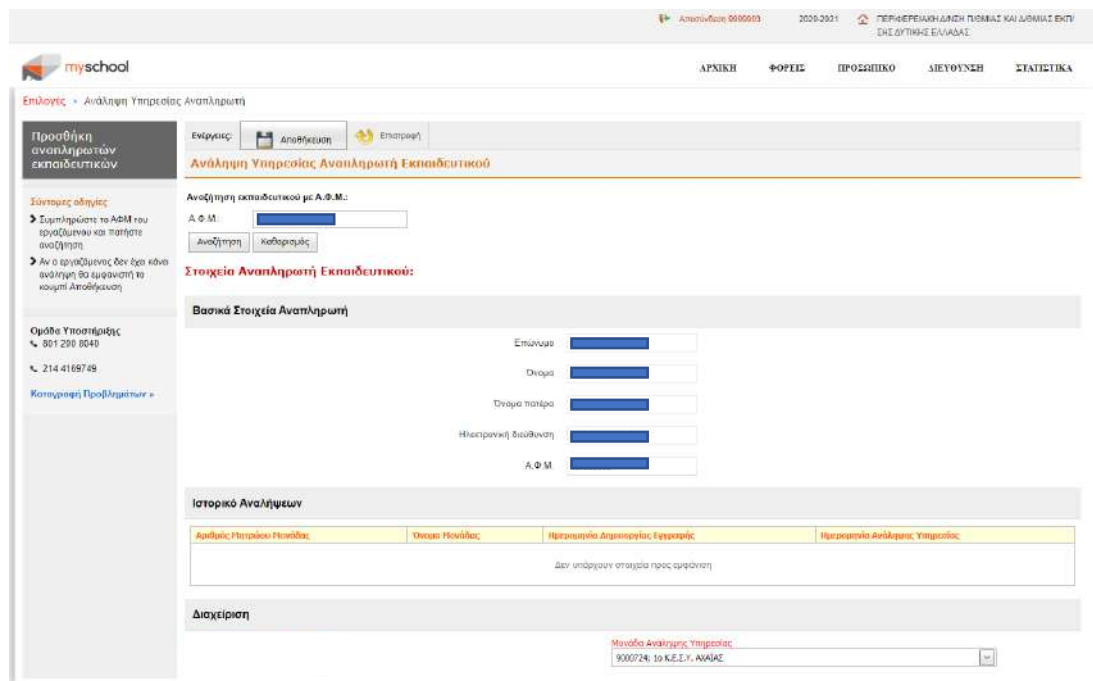 Αποσύνδεση 9000003
2020-2021
ΠΕΡΙΦΕΡΕΙΑΚΗ Δ/ΝΣΗ Π/ΘΜΙΑΣ ΚΑΙ Δ/ΘΜΙΑΣ ΕΚΠ/
ΣΗΣ ΔΥΤΙΚΗΣ ΕΛΛΑΔΑΣ
myschool
ΑΡΧΙΚΗ ΦΟΡΕΙΣ ΠΡΟΣΩΠΙΚΟ ΔΙΕΥΘΥΝΣΗ ΣΤΑΤΙΣΤΙΚΑ
Επιλογές Ανάληψη Υπηρεσίας Αναπληρωτή
Προσθήκη
αναπληρωτών
εκπαιδευτικών
Σύντομες οδηγίες
Συμπληρώστε το ΑΦΜ του
εργαζόμενου και πατήστε
αναζήτηση
Αν ο εργαζόμενος δεν έχει κάνει
ανάληψη θα εμφανιστή το
κουμπί Αποθήκευση
Ομάδα Υποστήριξης
801 200 8040
214 4169749
Καταγραφή Προβλημάτων »
Ενέργειες: Αποθήκευση Επιστροφή
Ανάληψη Υπηρεσίας Αναπληρωτή Εκπαιδευτικού
Αναζήτηση εκπαιδευτικού με Α.Φ.Μ.:
Α.Φ.Μ.:
Αναζήτηση Καθαρισμός
Στοιχεία Αναπληρωτή Εκπαιδευτικού:
Βασικά Στοιχεία Αναπληρωτή
Επώνυμο
Όνομα
Όνομα πατέρα
Ηλεκτρονική διεύθυνση
Α.Φ.Μ.
Ιστορικό Αναλήψεων
Αριθμός Μητρώου Μονάδας Όνομα Μονάδας Ημερομηνία Δημιουργίας Εγγραφής Ημερομηνία Ανάληψης Υπηρεσίας
Δεν υπάρχουν στοιχεία προς εμφάνιση
Διαχείριση
Μονάδα Ανάληψης Υπηρεσίας
9000724: 1ο Κ.Ε.Σ.Υ. ΑΧΑΪΑΣ